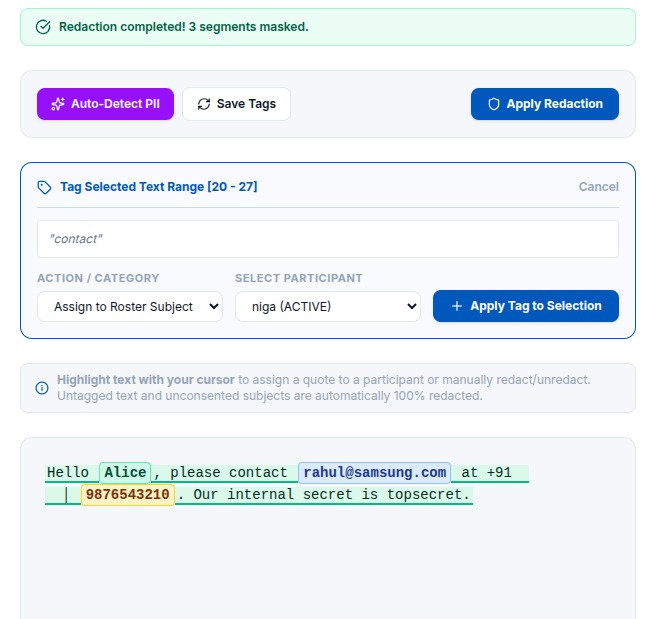 Redaction completed! 3 segments masked.
Auto-Detect PII Save Tags Apply Redaction
Tag Selected Text Range [20 - 27] Cancel
"contact"
ACTION / CATEGORY SELECT PARTICIPANT
Assign to Roster Subject niga (ACTIVE) Apply Tag to Selection
Highlight text with your cursor to assign a quote to a participant or manually redact/unredact.
Untagged text and unconsented subjects are automatically 100% redacted.
Hello Alice, please contact rahul@samsung.com at +91
9876543210. Our internal secret is topsecret.